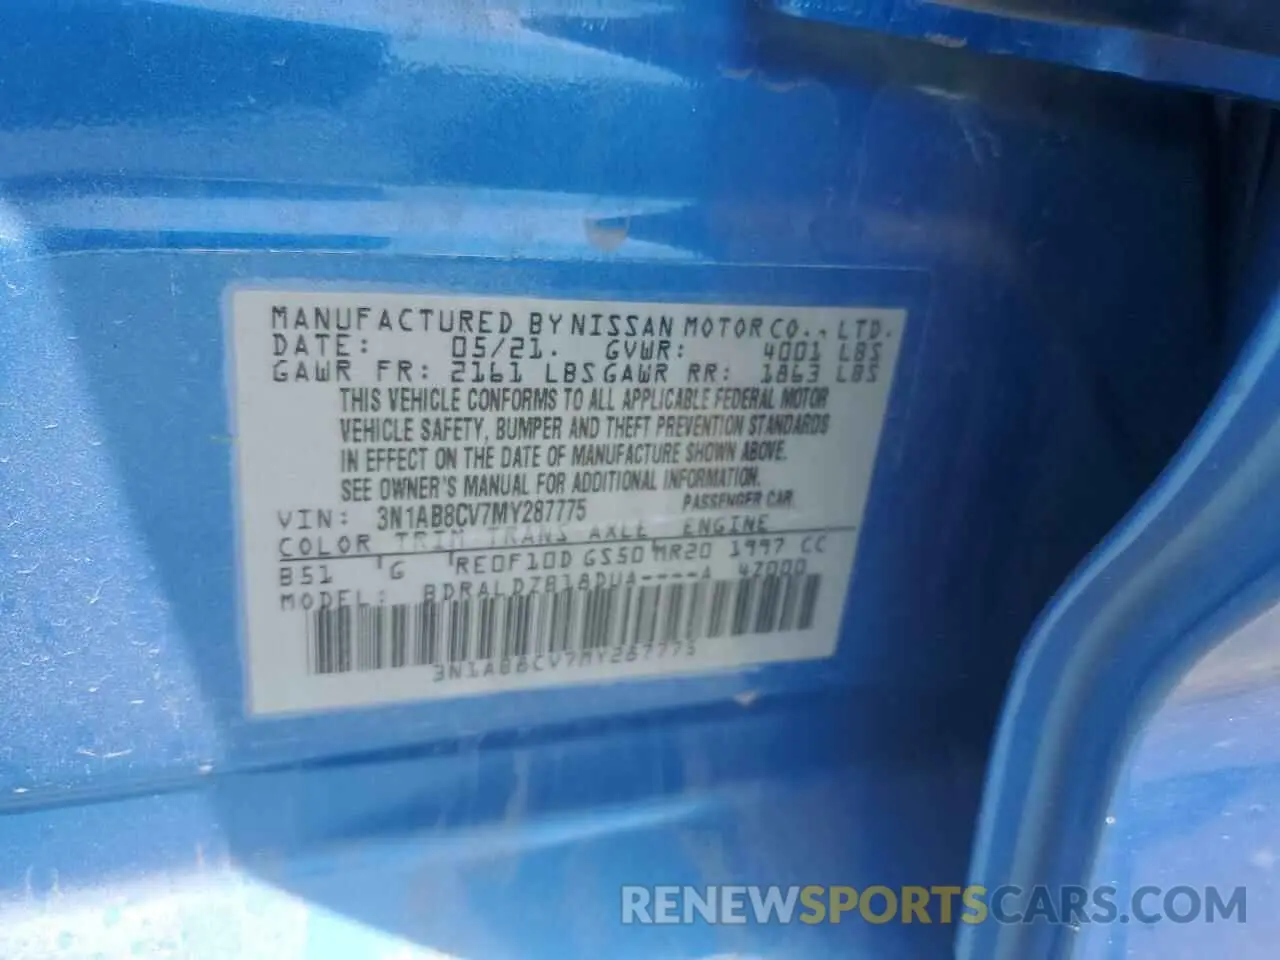 MANUFACTURED BY NISSAN MOTOR CO., LTD.
DATE: 05/21. GVWR: 4001 LBS
GAWR FR: 2161 LBS GAWR RR: 1863 LBS
THIS VEHICLE CONFORMS TO ALL APPLICABLE FEDERAL MOTOR
VEHICLE SAFETY, BUMPER AND THEFT PREVENTION STANDARDS
IN EFFECT ON THE DATE OF MANUFACTURE SHOWN ABOVE.
SEE OWNER'S MANUAL FOR ADDITIONAL INFORMATION.
VIN: 3N1AB8CV7MY287775 PASSENGER CAR
COLOR TRIM TRANS AXLE ENGINE
B51 G RE0F10D GS50 MR20 1997 CC
MODEL: BDRALDZB18DUA----A 47000
3N1AB8CV7MY287775
RENEWSPORTSCARS.COM